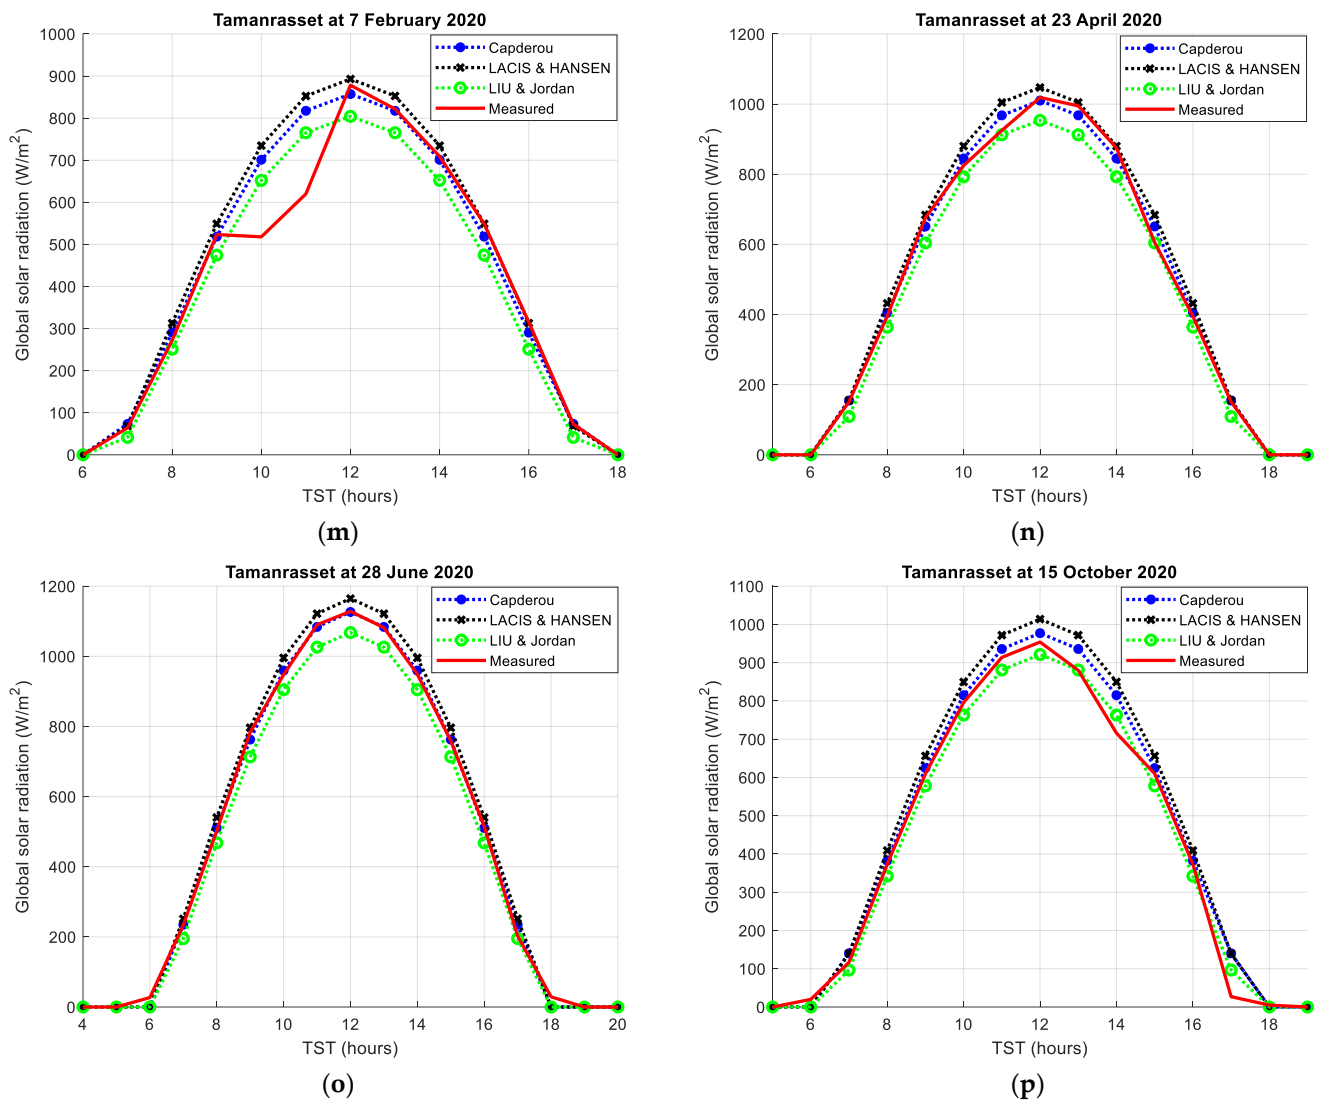 Tamanrasset at 7 February 2020
Global solar radiation (W/m²)
1000
900
800
700
600
500
400
300
200
100
0
Capderou
LACIS & HANSEN
LIU & Jordan
Measured
6 8 10 12 14 16 18
TST (hours)
(m)
Tamanrasset at 23 April 2020
Global solar radiation (W/m²)
1200
1000
800
600
400
200
0
Capderou
LACIS & HANSEN
LIU & Jordan
Measured
6 8 10 12 14 16 18
TST (hours)
(n)
Tamanrasset at 28 June 2020
Global solar radiation (W/m²)
1200
1000
800
600
400
200
0
Capderou
LACIS & HANSEN
LIU & Jordan
Measured
4 6 8 10 12 14 16 18 20
TST (hours)
(o)
Tamanrasset at 15 October 2020
Global solar radiation (W/m²)
1100
1000
900
800
700
600
500
400
300
200
100
0
Capderou
LACIS & HANSEN
LIU & Jordan
Measured
6 8 10 12 14 16 18
TST (hours)
(p)